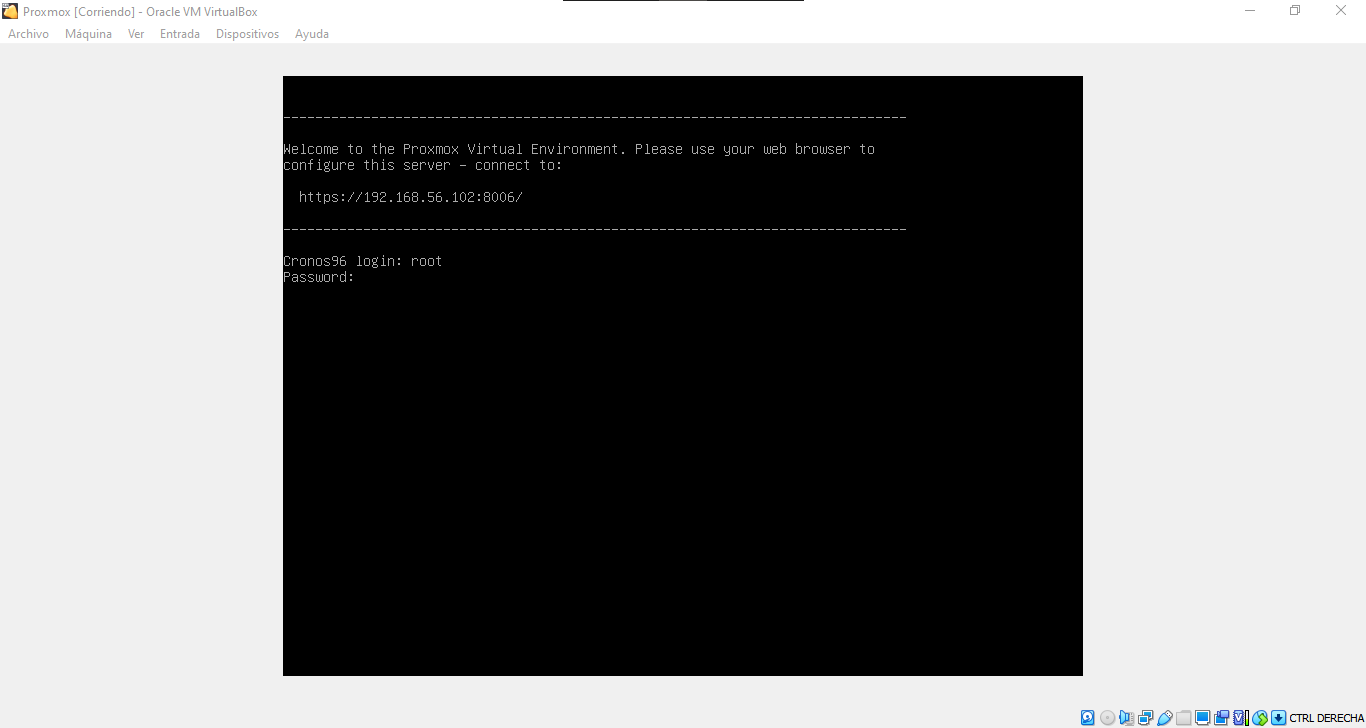 Proxmox [Corriendo] - Oracle VM VirtualBox
Archivo Máquina Ver Entrada Dispositivos Ayuda
--------------------------------------------------------------------------------
Welcome to the Proxmox Virtual Environment. Please use your web browser to
configure this server - connect to:
https://192.168.56.102:8006/
--------------------------------------------------------------------------------
Cronos96 login: root
Password:
CTRL DERECHA